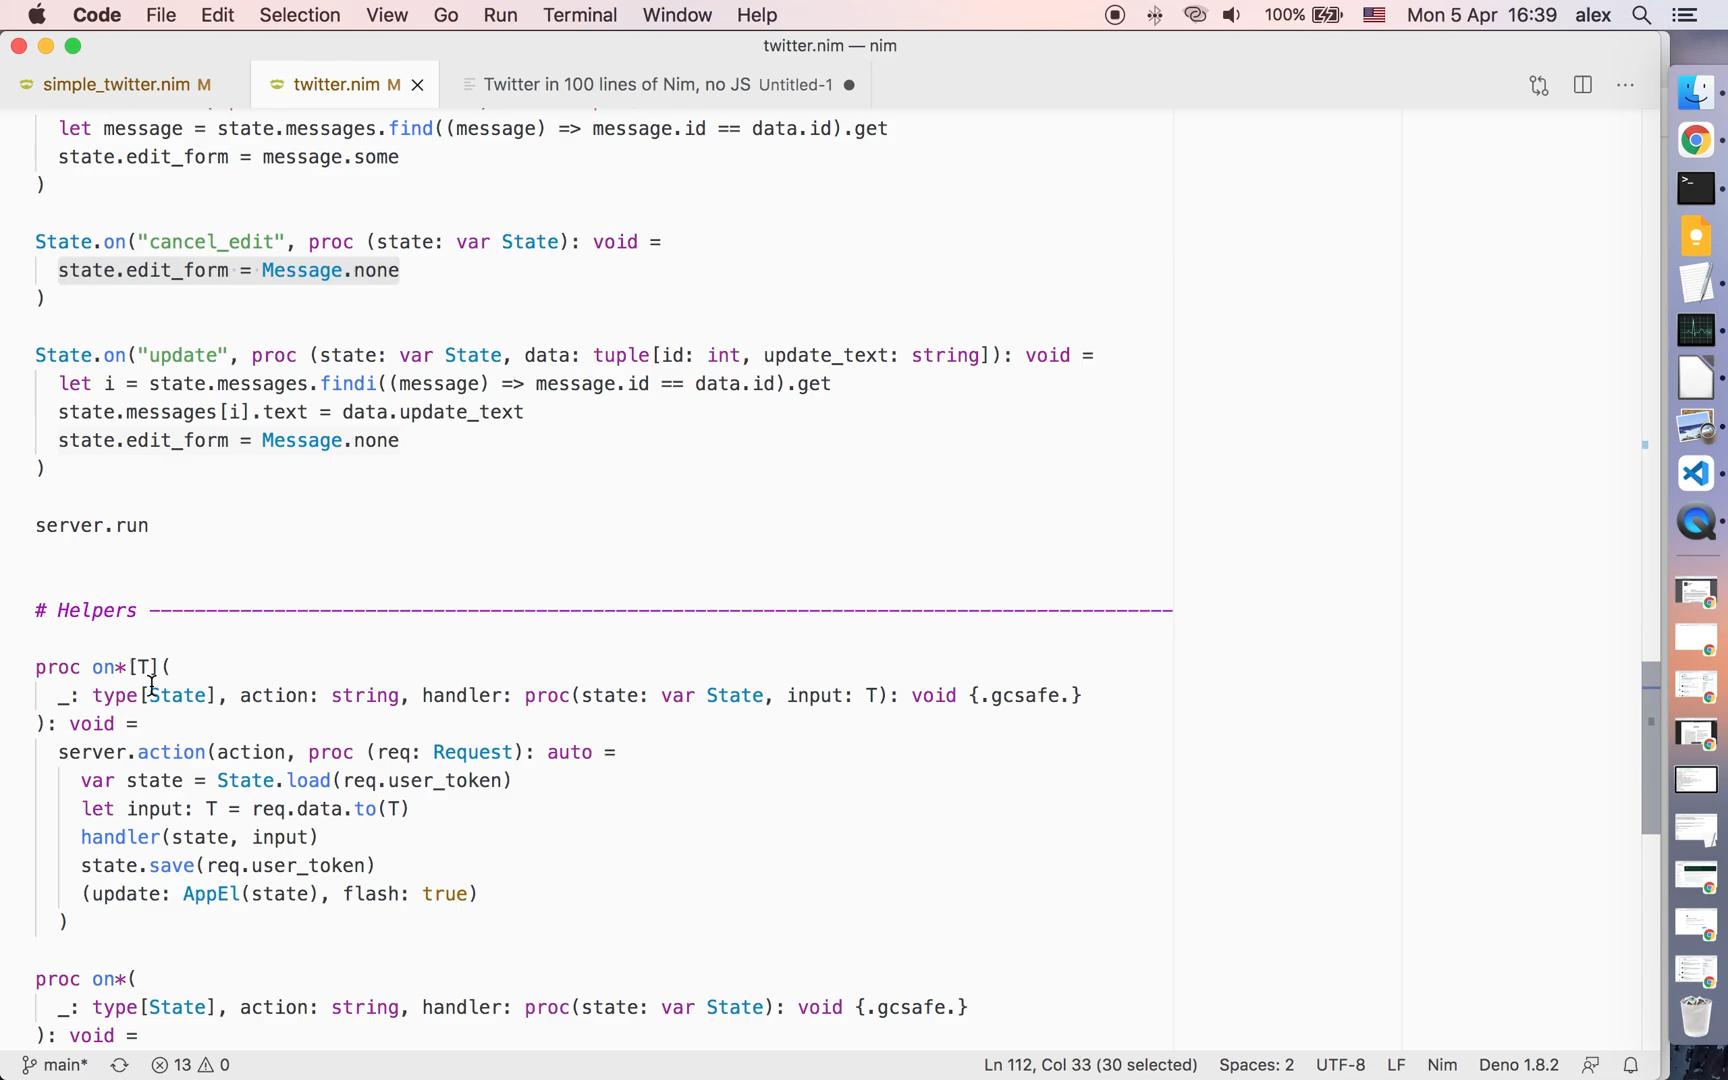 Code File Edit Selection View Go Run Terminal Window Help 100% Mon 5 Apr 16:39 alex
twitter.nim — nim
simple_twitter.nim M twitter.nim M Twitter in 100 lines of Nim, no JS Untitled-1
let message = state.messages.find((message) => message.id == data.id).get
state.edit_form = message.some
)
State.on("cancel_edit", proc (state: var State): void =
state.edit_form = Message.none
)
State.on("update", proc (state: var State, data: tuple[id: int, update_text: string]): void =
let i = state.messages.findi((message) => message.id == data.id).get
state.messages[i].text = data.update_text
state.edit_form = Message.none
)
server.run
# Helpers ------------------------------------------------------------------------------------------
proc on*[T](
_: type[State], action: string, handler: proc(state: var State, input: T): void {.gcsafe.}
): void =
server.action(action, proc (req: Request): auto =
var state = State.load(req.user_token)
let input: T = req.data.to(T)
handler(state, input)
state.save(req.user_token)
(update: AppEl(state), flash: true)
)
proc on*(
_: type[State], action: string, handler: proc(state: var State): void {.gcsafe.}
): void =
main* 13 0 Ln 112, Col 33 (30 selected) Spaces: 2 UTF-8 LF Nim Deno 1.8.2